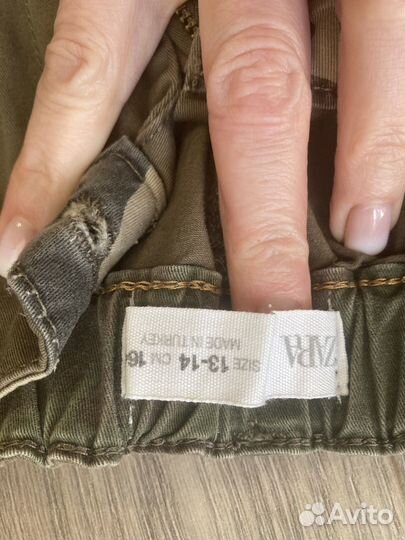 ZARA
SIZE 13-14 CM 16
MADE IN TURKEY
Avito